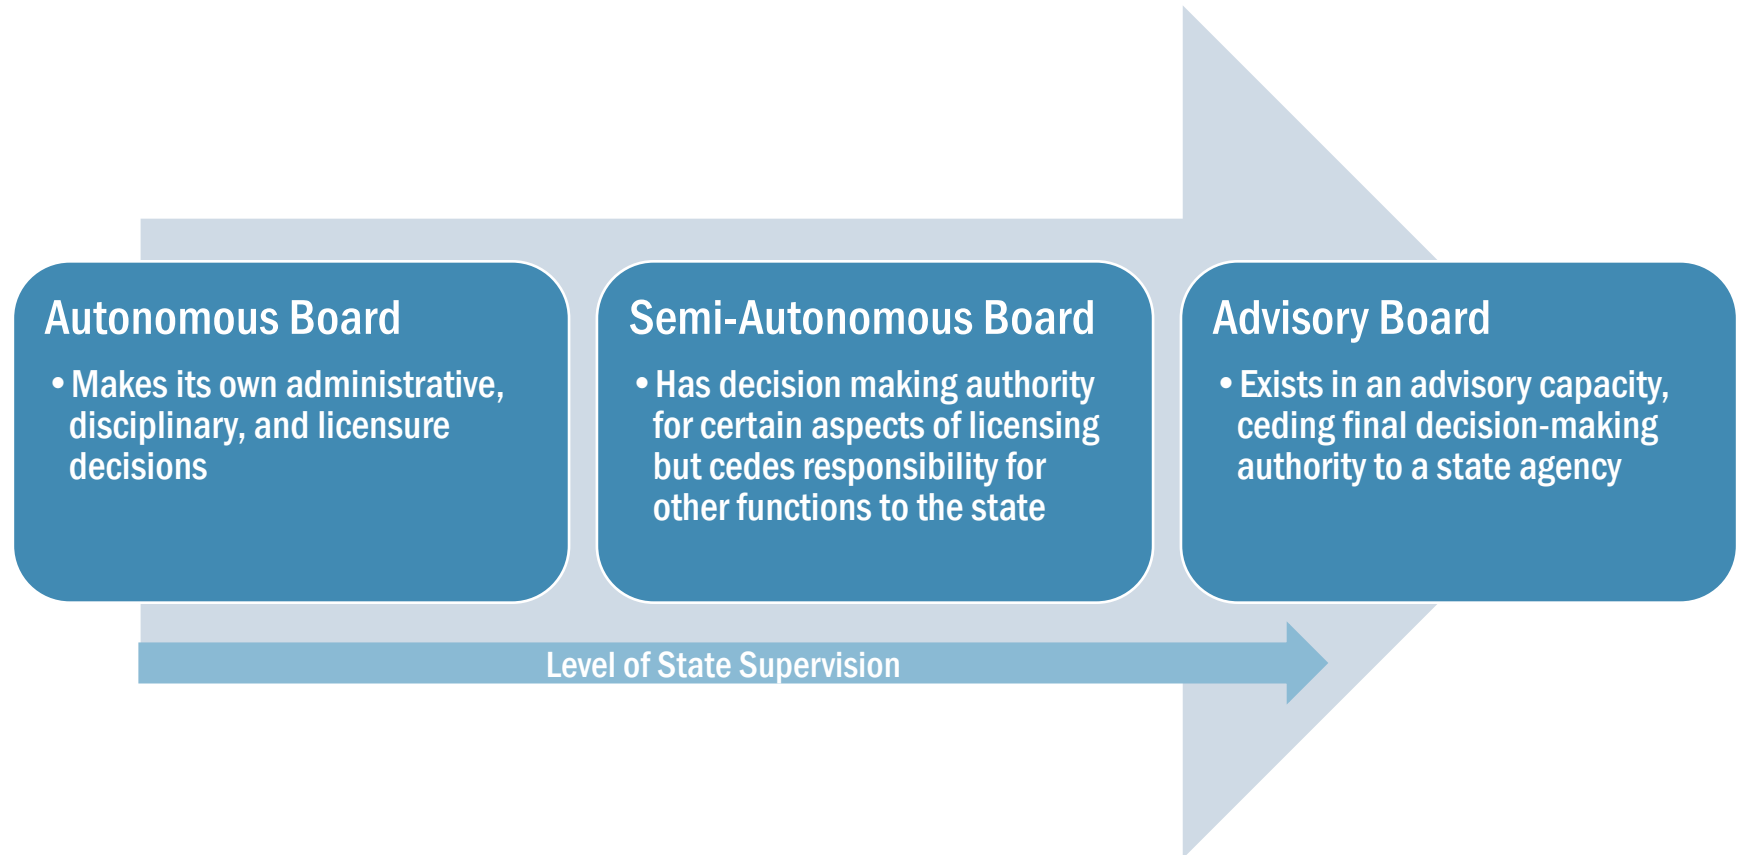 Autonomous Board
• Makes its own administrative,
disciplinary, and licensure
decisions
Semi-Autonomous Board
• Has decision making authority
for certain aspects of licensing
but cedes responsibility for
other functions to the state
Advisory Board
• Exists in an advisory capacity,
ceding final decision-making
authority to a state agency
Level of State Supervision